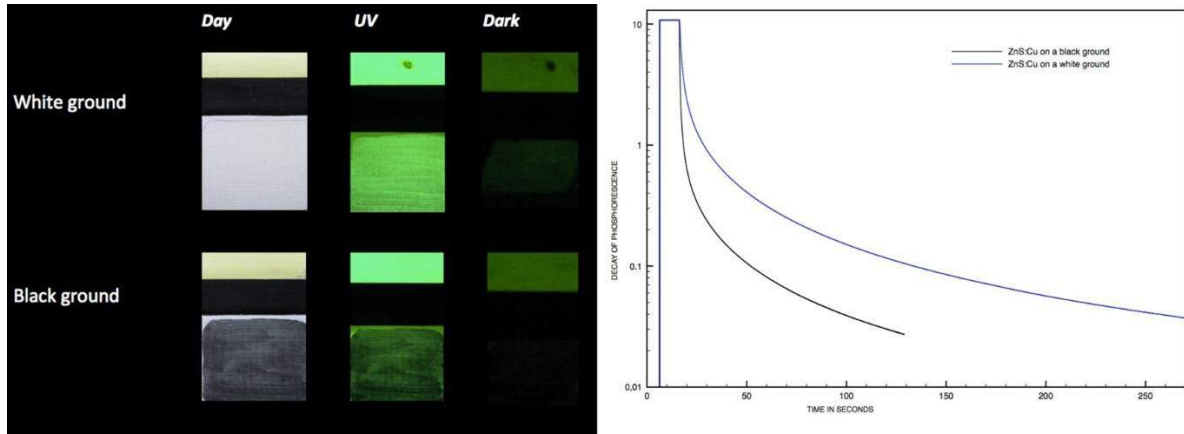 Day UV Dark
White ground
Black ground
10
1
0.1
0,01
DECAY OF PHOSPHORESCENCE
ZnS:Cu on a black ground
ZnS:Cu on a white ground
0 50 100 150 200 250
TIME IN SECONDS